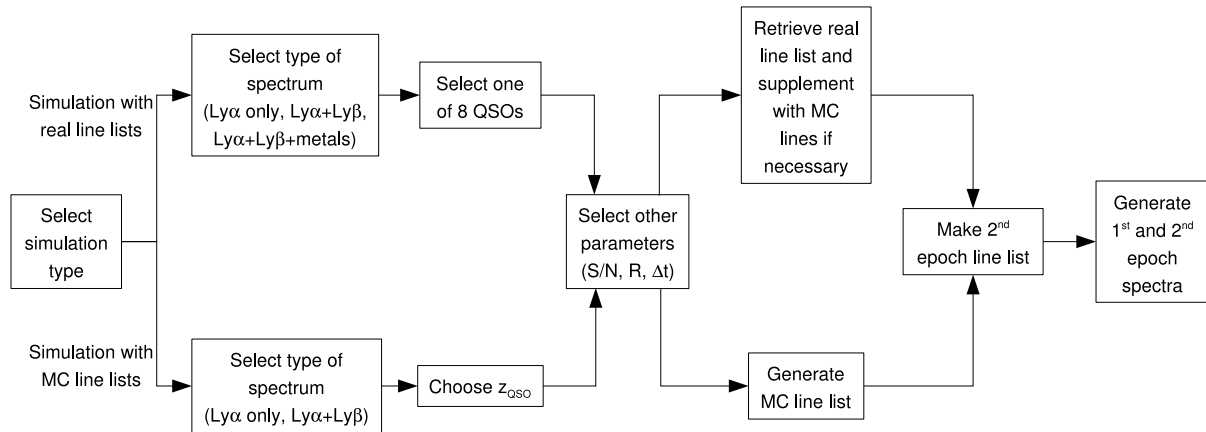 Select
simulation
type
Simulation with
real line lists
Select type of
spectrum
(Lyα only, Lyα+Lyβ,
Lyα+Lyβ+metals)
Select one
of 8 QSOs
Simulation with
MC line lists
Select type of
spectrum
(Lyα only, Lyα+Lyβ)
Choose z_QSO
Select other
parameters
(S/N, R, Δt)
Retrieve real
line list and
supplement
with MC
lines if
necessary
Generate
MC line list
Make 2nd
epoch line list
Generate
1st and 2nd
epoch
spectra